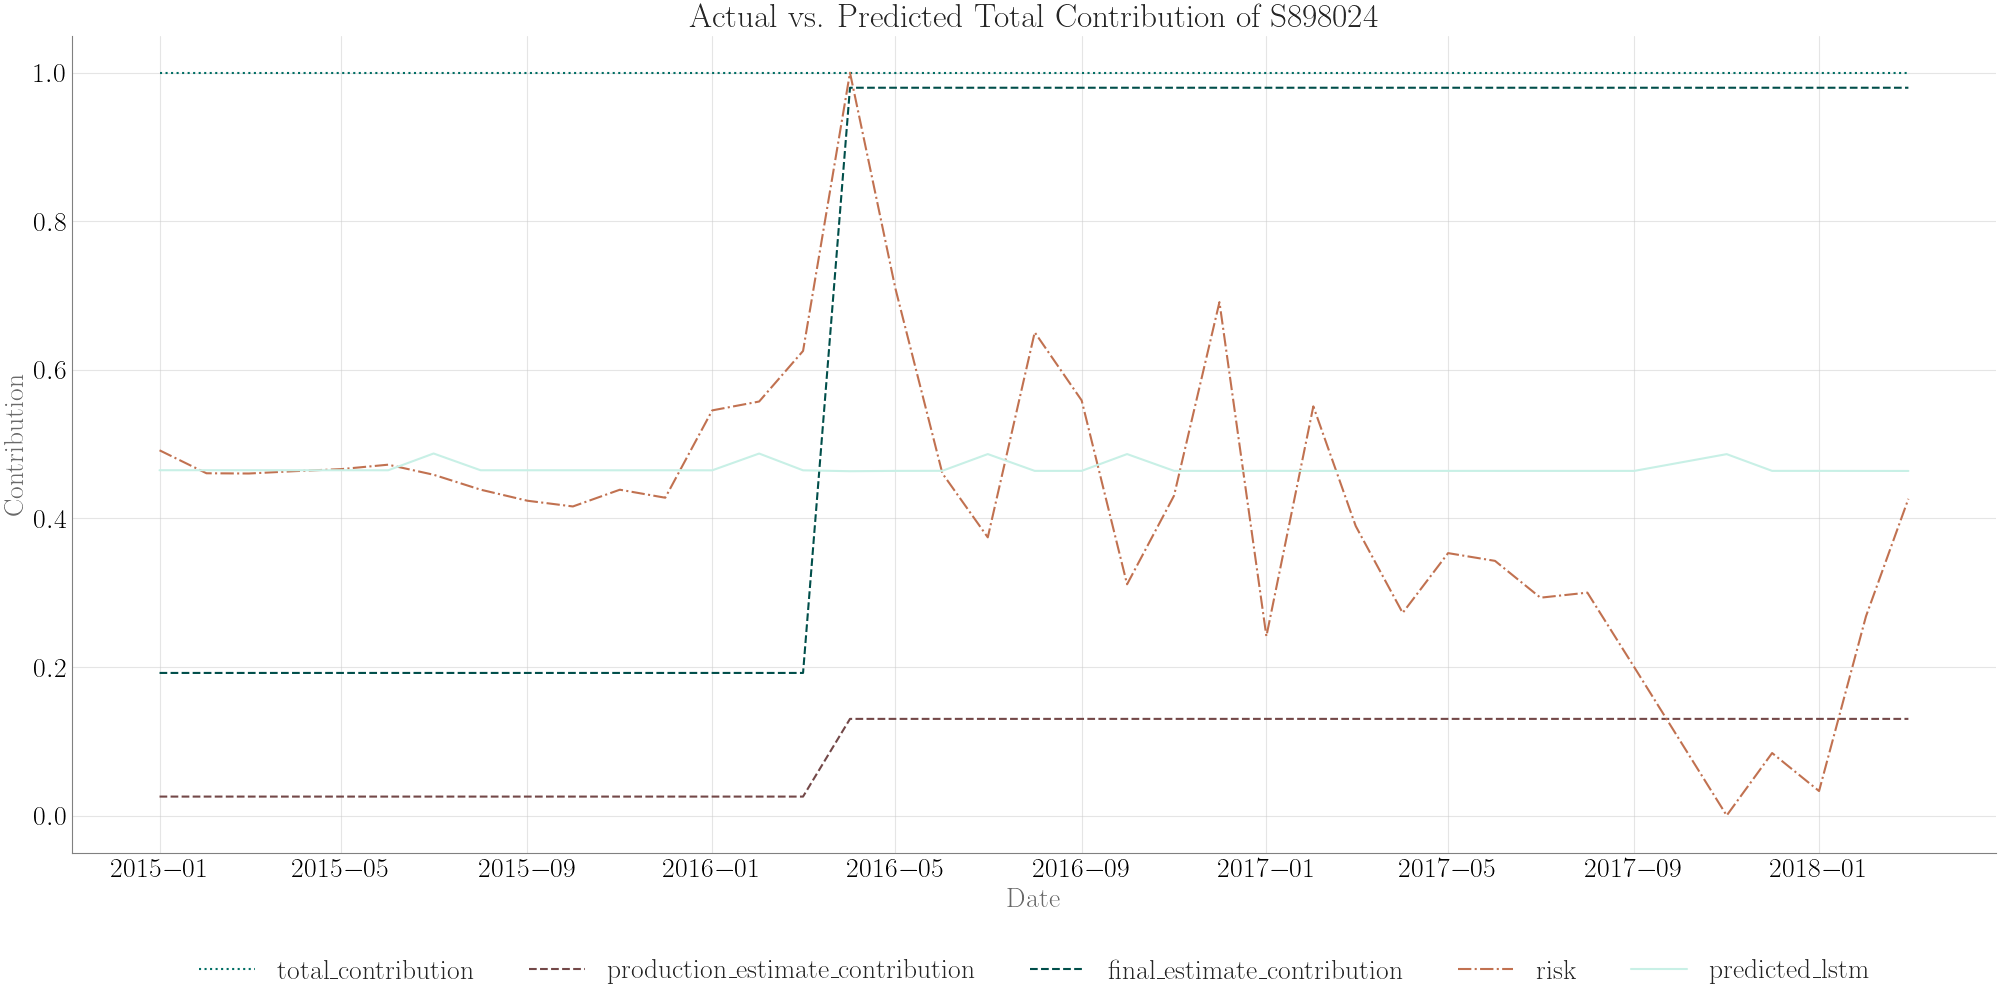 Actual vs. Predicted Total Contribution of S898024
1.0
0.8
0.6
0.4
0.2
0.0
Contribution
2015–01 2015–05 2015–09 2016–01 2016–05 2016–09 2017–01 2017–05 2017–09 2018–01
Date
total_contribution production_estimate_contribution final_estimate_contribution risk predicted_lstm